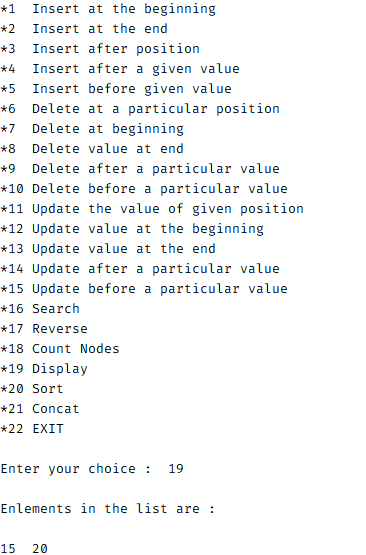 *1  Insert at the beginning
*2  Insert at the end
*3  Insert after position
*4  Insert after a given value
*5  Insert before given value
*6  Delete at a particular position
*7  Delete at beginning
*8  Delete value at end
*9  Delete after a particular value
*10 Delete before a particular value
*11 Update the value of given position
*12 Update value at the beginning
*13 Update value at the end
*14 Update after a particular value
*15 Update before a particular value
*16 Search
*17 Reverse
*18 Count Nodes
*19 Display
*20 Sort
*21 Concat
*22 EXIT
Enter your choice :  19
Enlements in the list are :
15  20